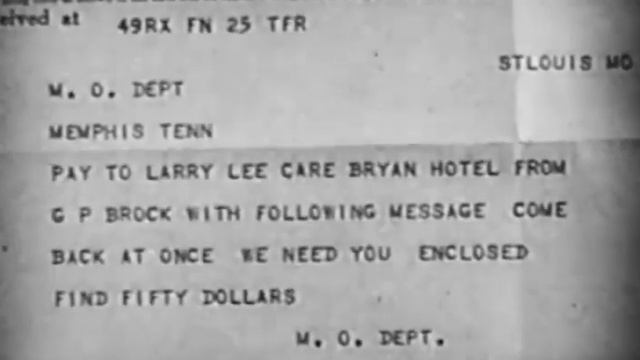 eived at 49RX FN 25 TFR
STLOUIS MO
M. O. DEPT
MEMPHIS TENN
PAY TO LARRY LEE CARE BRYAN HOTEL FROM
G P BROCK WITH FOLLOWING MESSAGE COME
BACK AT ONCE WE NEED YOU ENCLOSED
FIND FIFTY DOLLARS
M. O. DEPT.